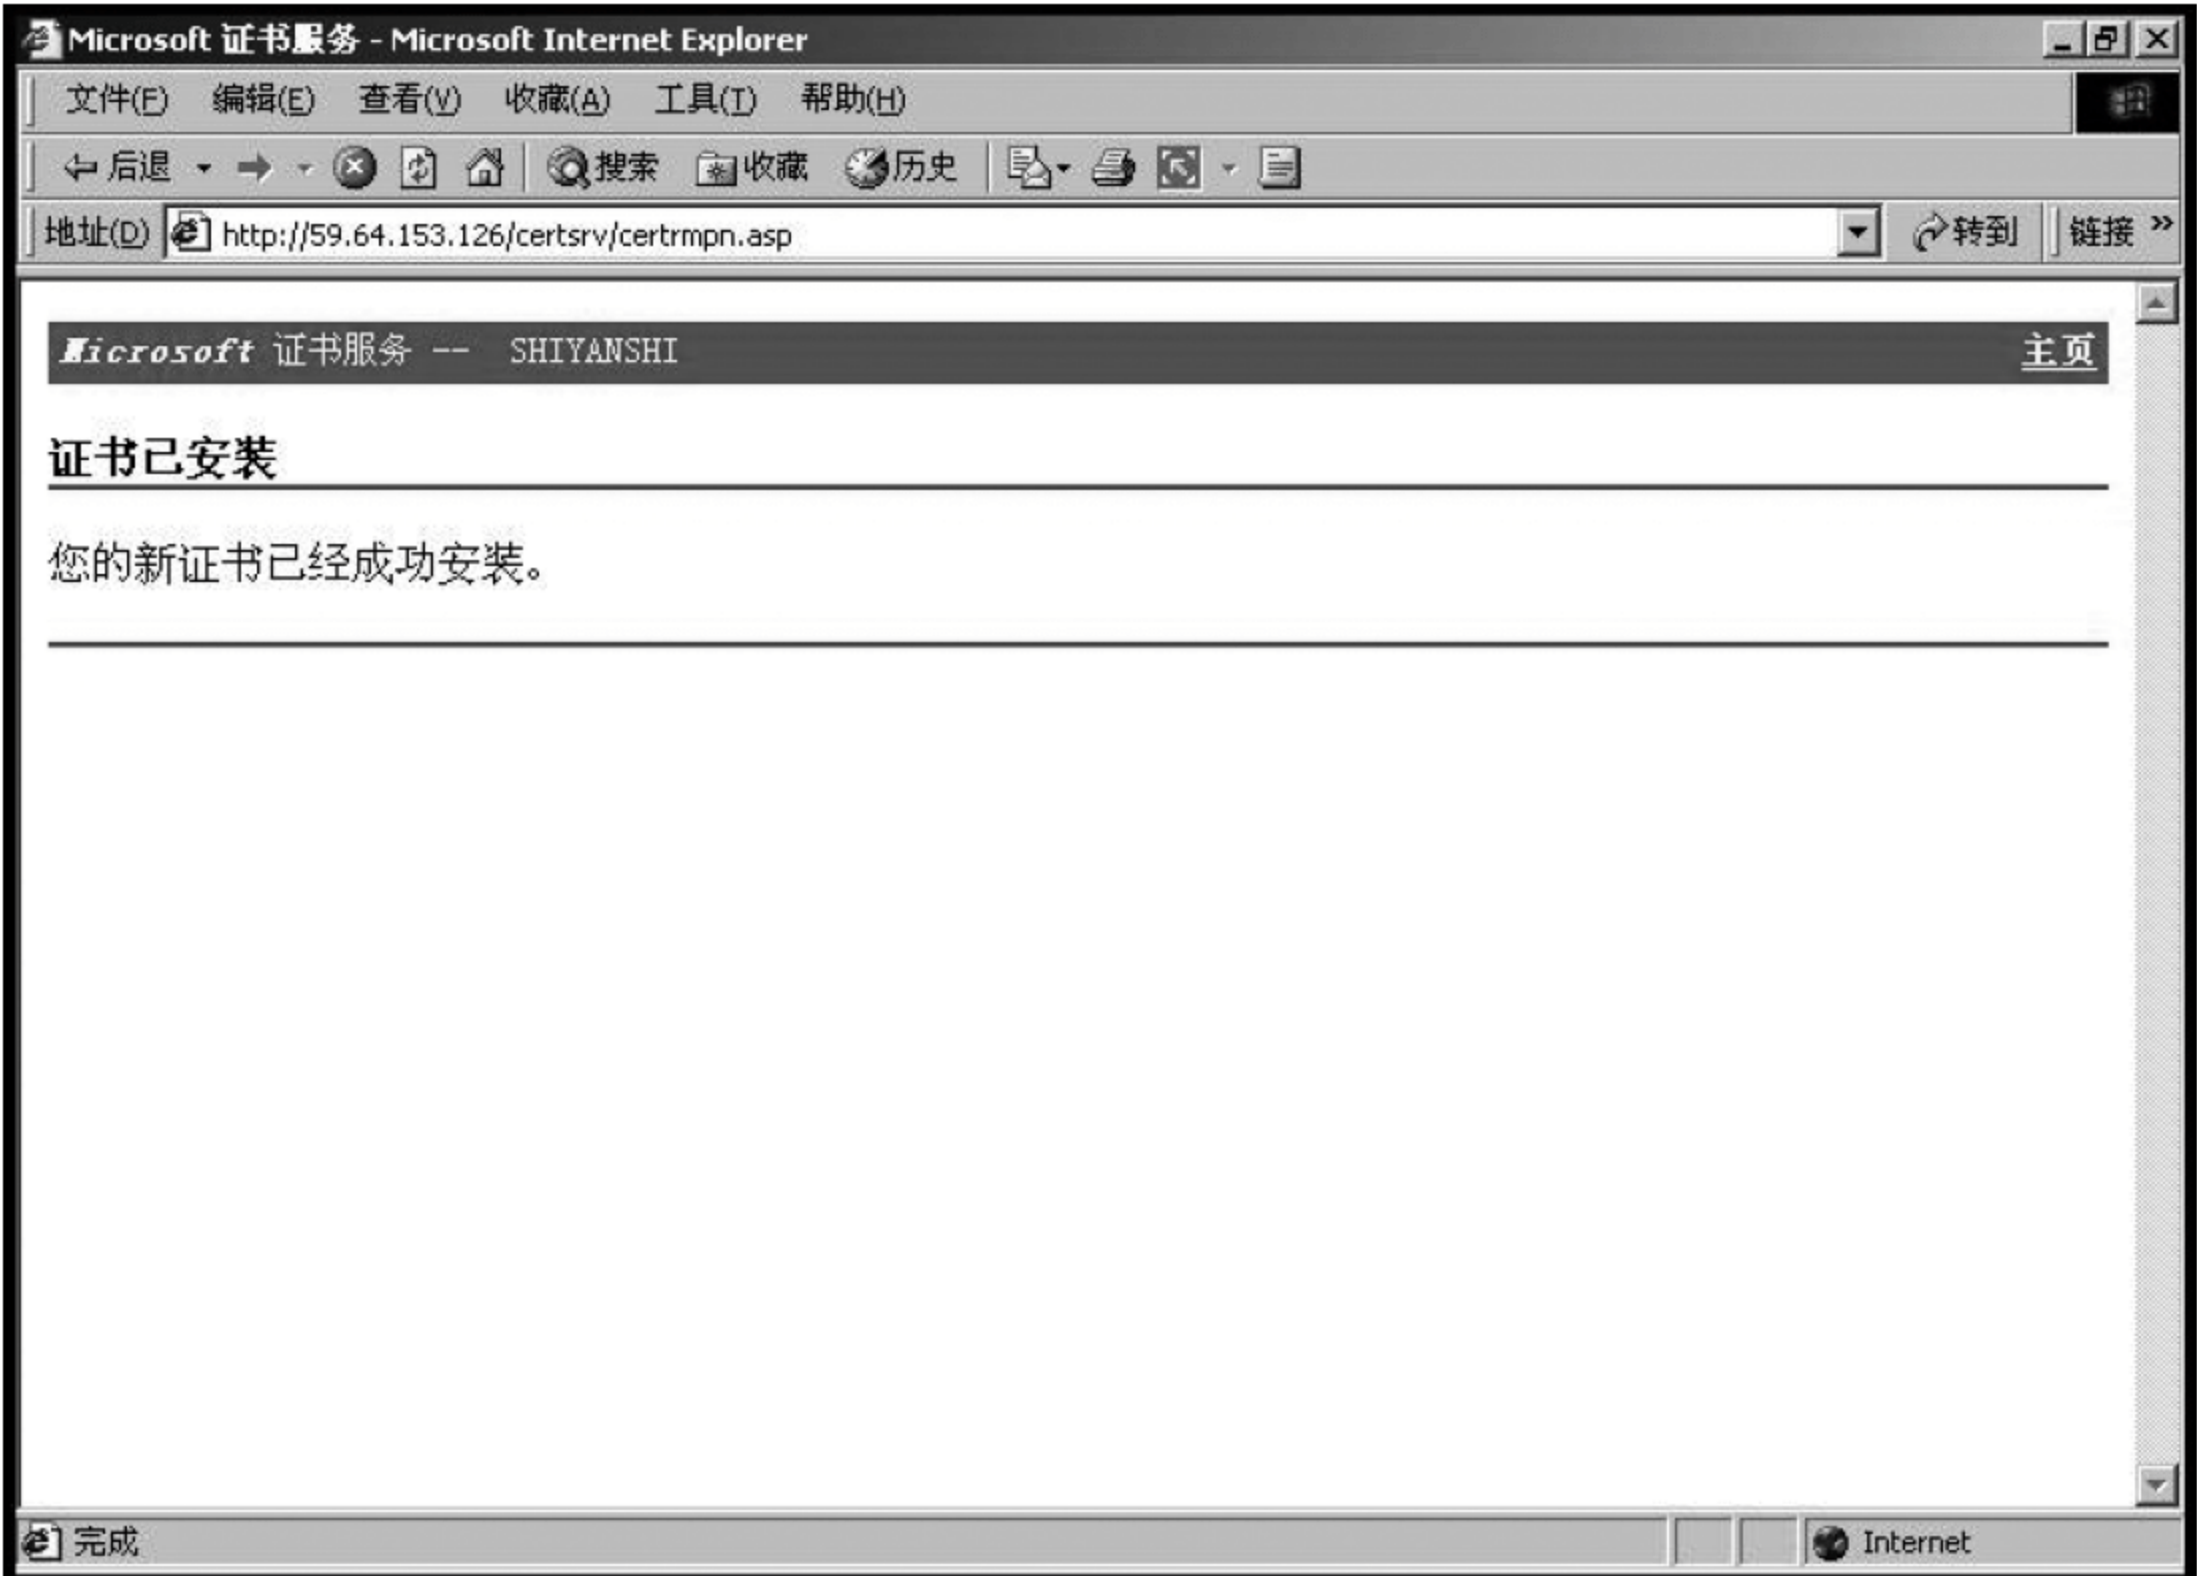 Microsoft 证书服务 - Microsoft Internet Explorer
文件(F) 编辑(E) 查看(V) 收藏(A) 工具(T) 帮助(H)
后退 搜索 收藏 历史
地址(D) http://59.64.153.126/certsrv/certrmpn.asp 转到 链接 »
Microsoft 证书服务 -- SHIYANSHI 主页
证书已安装
您的新证书已经成功安装。
完成 Internet